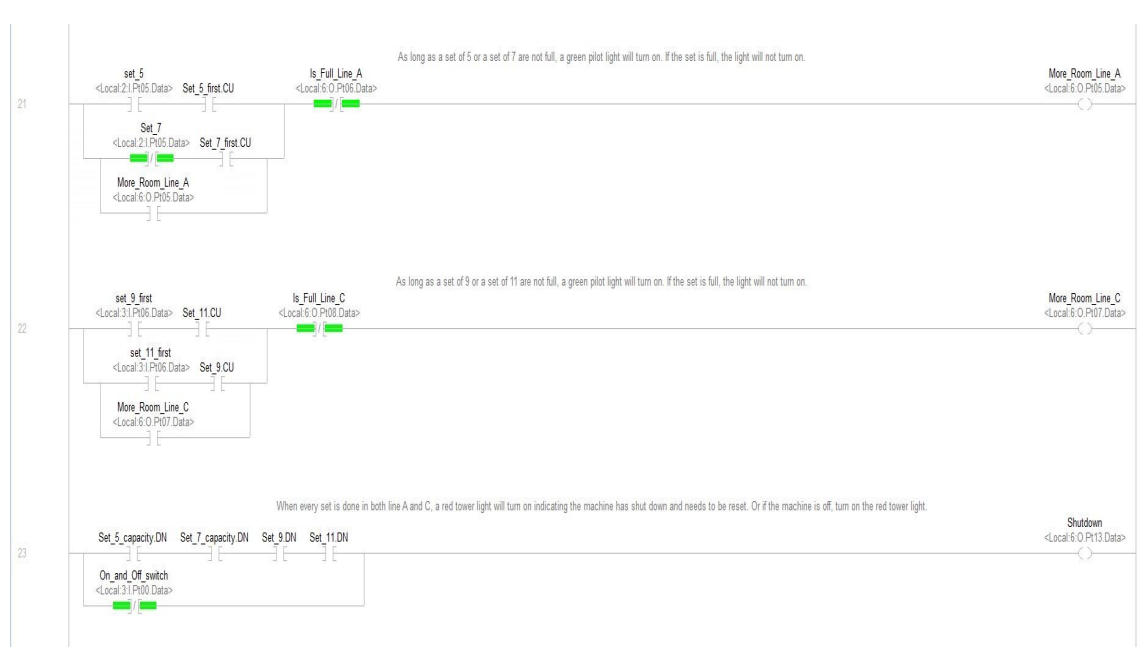 As long as a set of 5 or a set of 7 are not full, a green pilot light will turn on. If the set is full, the light will not turn on.
set_5 Is_Full_Line_A More_Room_Line_A
<Local:2:I.Pt05.Data> Set_5_first.CU <Local:6:O.Pt06.Data> <Local:6:O.Pt05.Data>
21
Set_7
<Local:2:I.Pt05.Data> Set_7_first.CU
More_Room_Line_A
<Local:6:O.Pt05.Data>
As long as a set of 9 or a set of 11 are not full, a green pilot light will turn on. If the set is full, the light will not turn on.
set_9_first Is_Full_Line_C More_Room_Line_C
<Local:3:I.Pt06.Data> Set_11.CU <Local:6:O.Pt08.Data> <Local:6:O.Pt07.Data>
22
set_11_first
<Local:3:I.Pt06.Data> Set_9.CU
More_Room_Line_C
<Local:6:O.Pt07.Data>
When every set is done in both line A and C, a red tower light will turn on indicating the machine has shut down and needs to be reset. Or if the machine is off, turn on the red tower light.
Shutdown
Set_5_capacity.DN Set_7_capacity.DN Set_9.DN Set_11.DN <Local:6:O.Pt13.Data>
23
On_and_Off_switch
<Local:3:I.Pt00.Data>